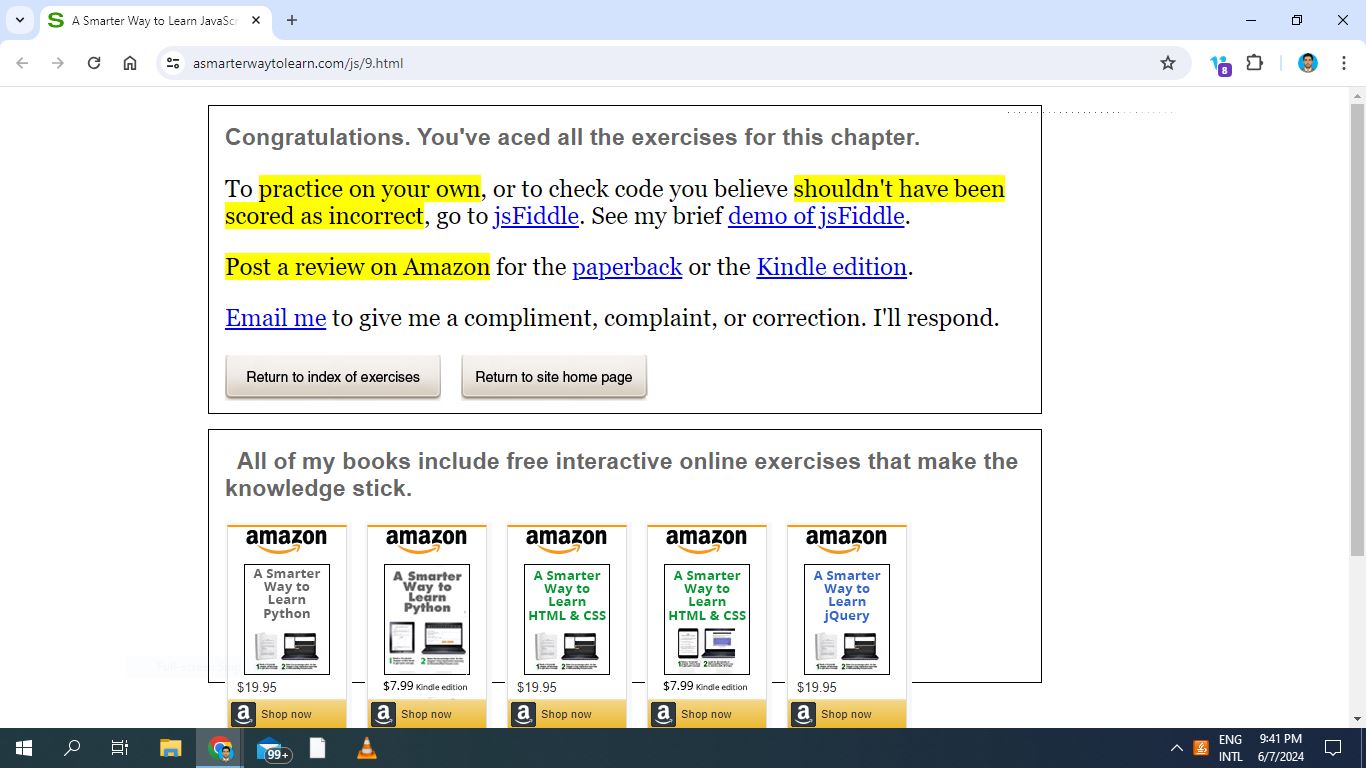 A Smarter Way to Learn JavaScr
asmarterwaytolearn.com/js/9.html
8
Congratulations. You've aced all the exercises for this chapter.
To practice on your own, or to check code you believe shouldn't have been
scored as incorrect, go to jsFiddle. See my brief demo of jsFiddle.
Post a review on Amazon for the paperback or the Kindle edition.
Email me to give me a compliment, complaint, or correction. I'll respond.
Return to index of exercises Return to site home page
All of my books include free interactive online exercises that make the
knowledge stick.
amazon amazon amazon amazon amazon
A Smarter A Smarter A Smarter A Smarter A Smarter
Way to Way to Way to Way to Way to
Learn Learn Learn Learn Learn
Python Python HTML & CSS HTML & CSS jQuery
$19.95 $7.99 Kindle edition $19.95 $7.99 Kindle edition $19.95
a Shop now a Shop now a Shop now a Shop now a Shop now
99+
ENG 9:41 PM
INTL 6/7/2024